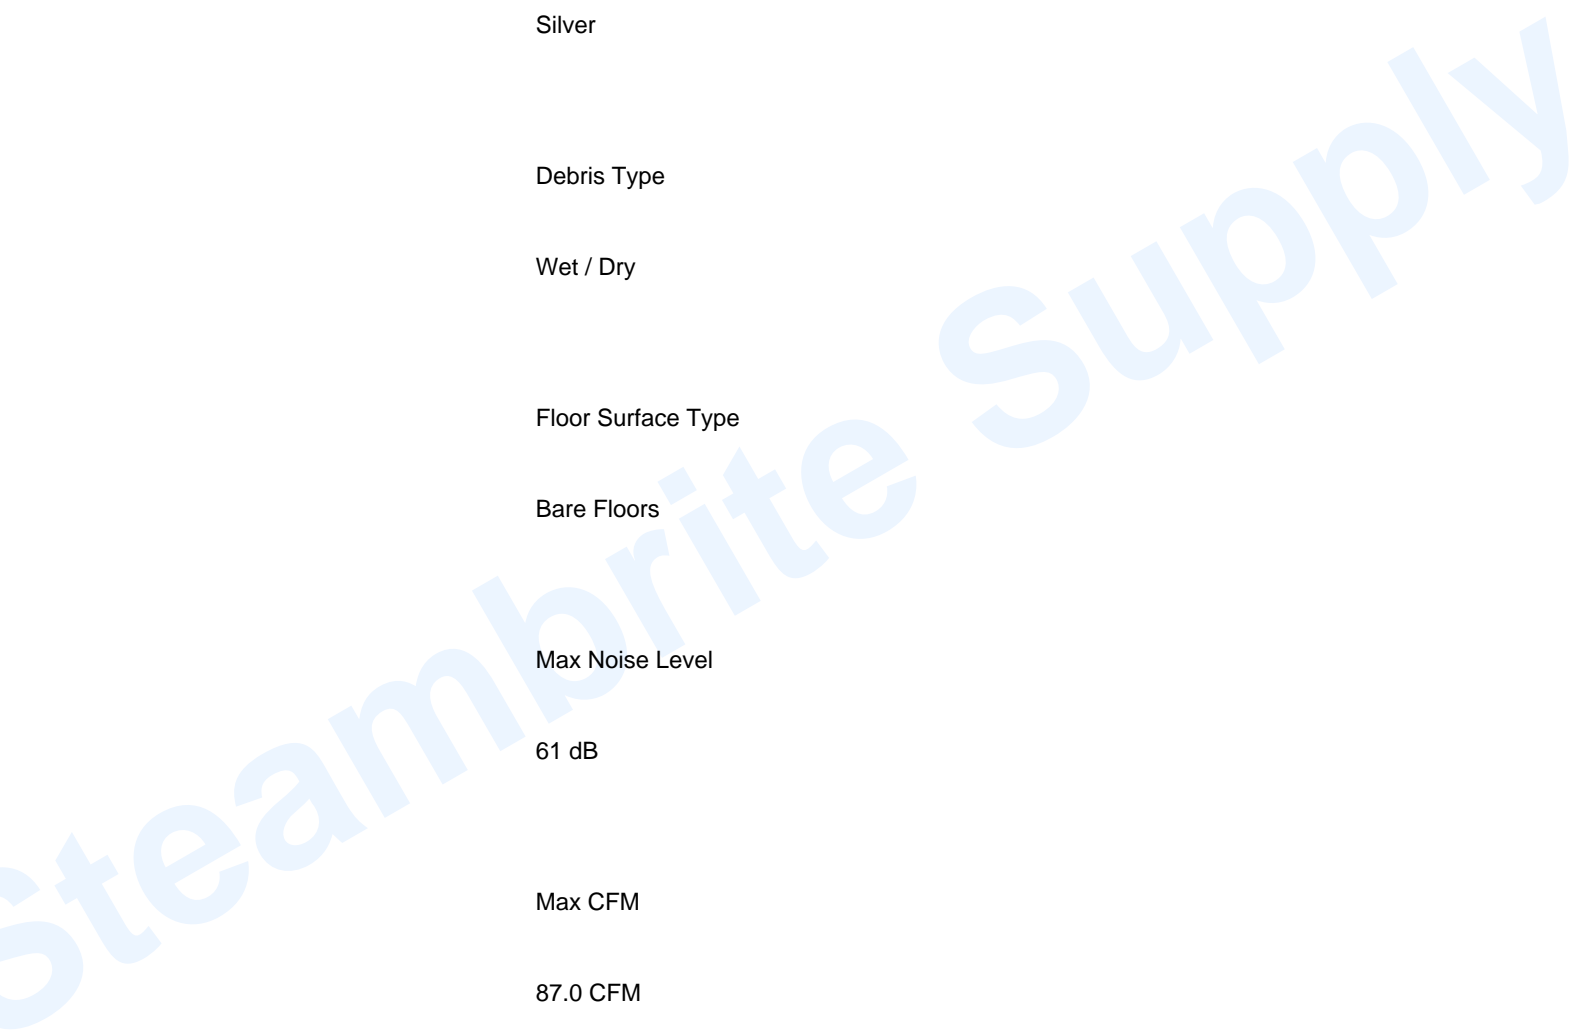 Silver
Debris Type
Wet / Dry
Floor Surface Type
Bare Floors
Max Noise Level
61 dB
Max CFM
87.0 CFM
Steambrite Supply